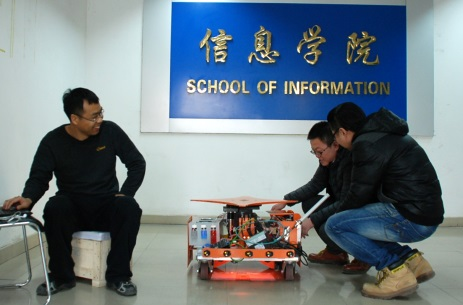 信息学院
SCHOOL OF INFORMATION